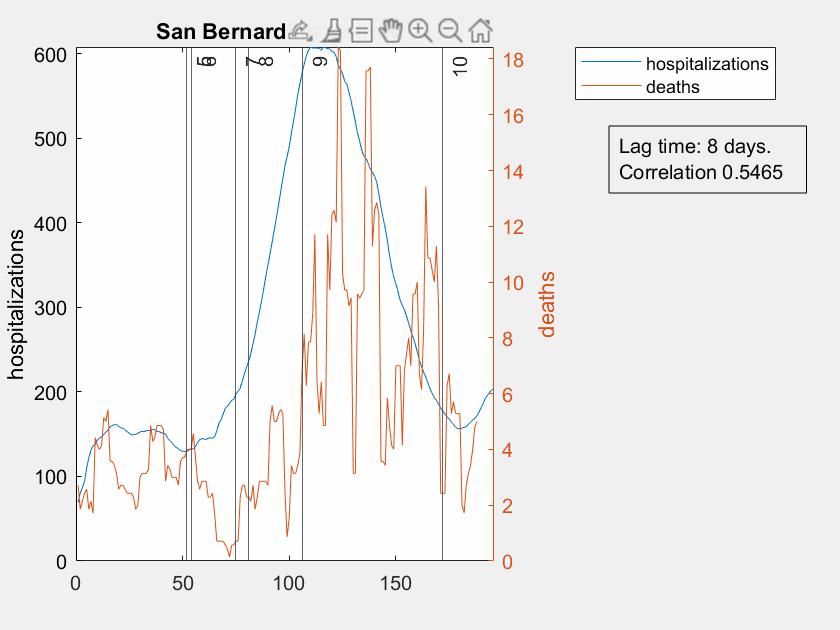 San Bernard
hospitalizations
deaths
Lag time: 8 days.
Correlation 0.5465
5 6 7 8 9 10
600
500
400
300
200
100
0
hospitalizations
18
16
14
12
10
8
6
4
2
0
deaths
0 50 100 150